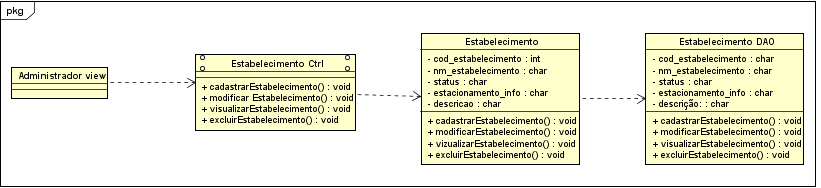 pkg
Administrador view
Estabelecimento Ctrl
+ cadastrarEstabelecimento() : void
+ modificar Estabelecimento() : void
+ visualizarEstabelecimento() : void
+ excluirEstabelecimento() : void
Estabelecimento
- cod_estabelecimento : int
- nm_estabelecimento : char
- status : char
- estacionamento_info : char
- descricao : char
+ cadastrarEstabelecimento() : void
+ modificarEstabelecimento() : void
+ vizualizarEstabelecimento() : void
+ excluirEstabelecimento() : void
Estabelecimento DAO
- cod_estabelecimento : char
- nm_estabelecimento : char
- status : char
- estacionamento_info : char
- descrição: : char
+ cadastrarEstabelecimento() : void
+ modificarEstabelecimento() : void
+ visualizarEstabelecimento() : void
+ excluirEstabelecimento() : void